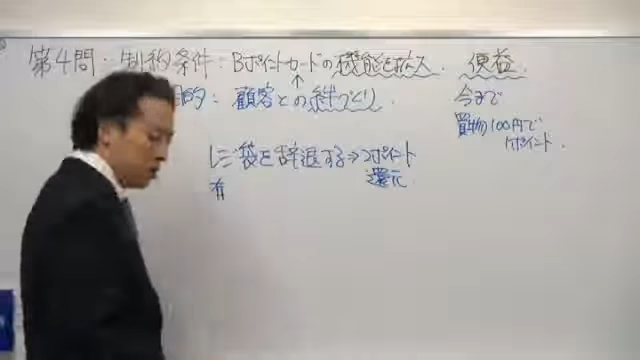 第4問:制約条件:Bポイントカードの機能を拡大. 便益
↑
目的:顧客との絆づくり.
今まで
買物100円で
1ポイント.
レジ袋を辞退する⇒2ポイント
有 還元.